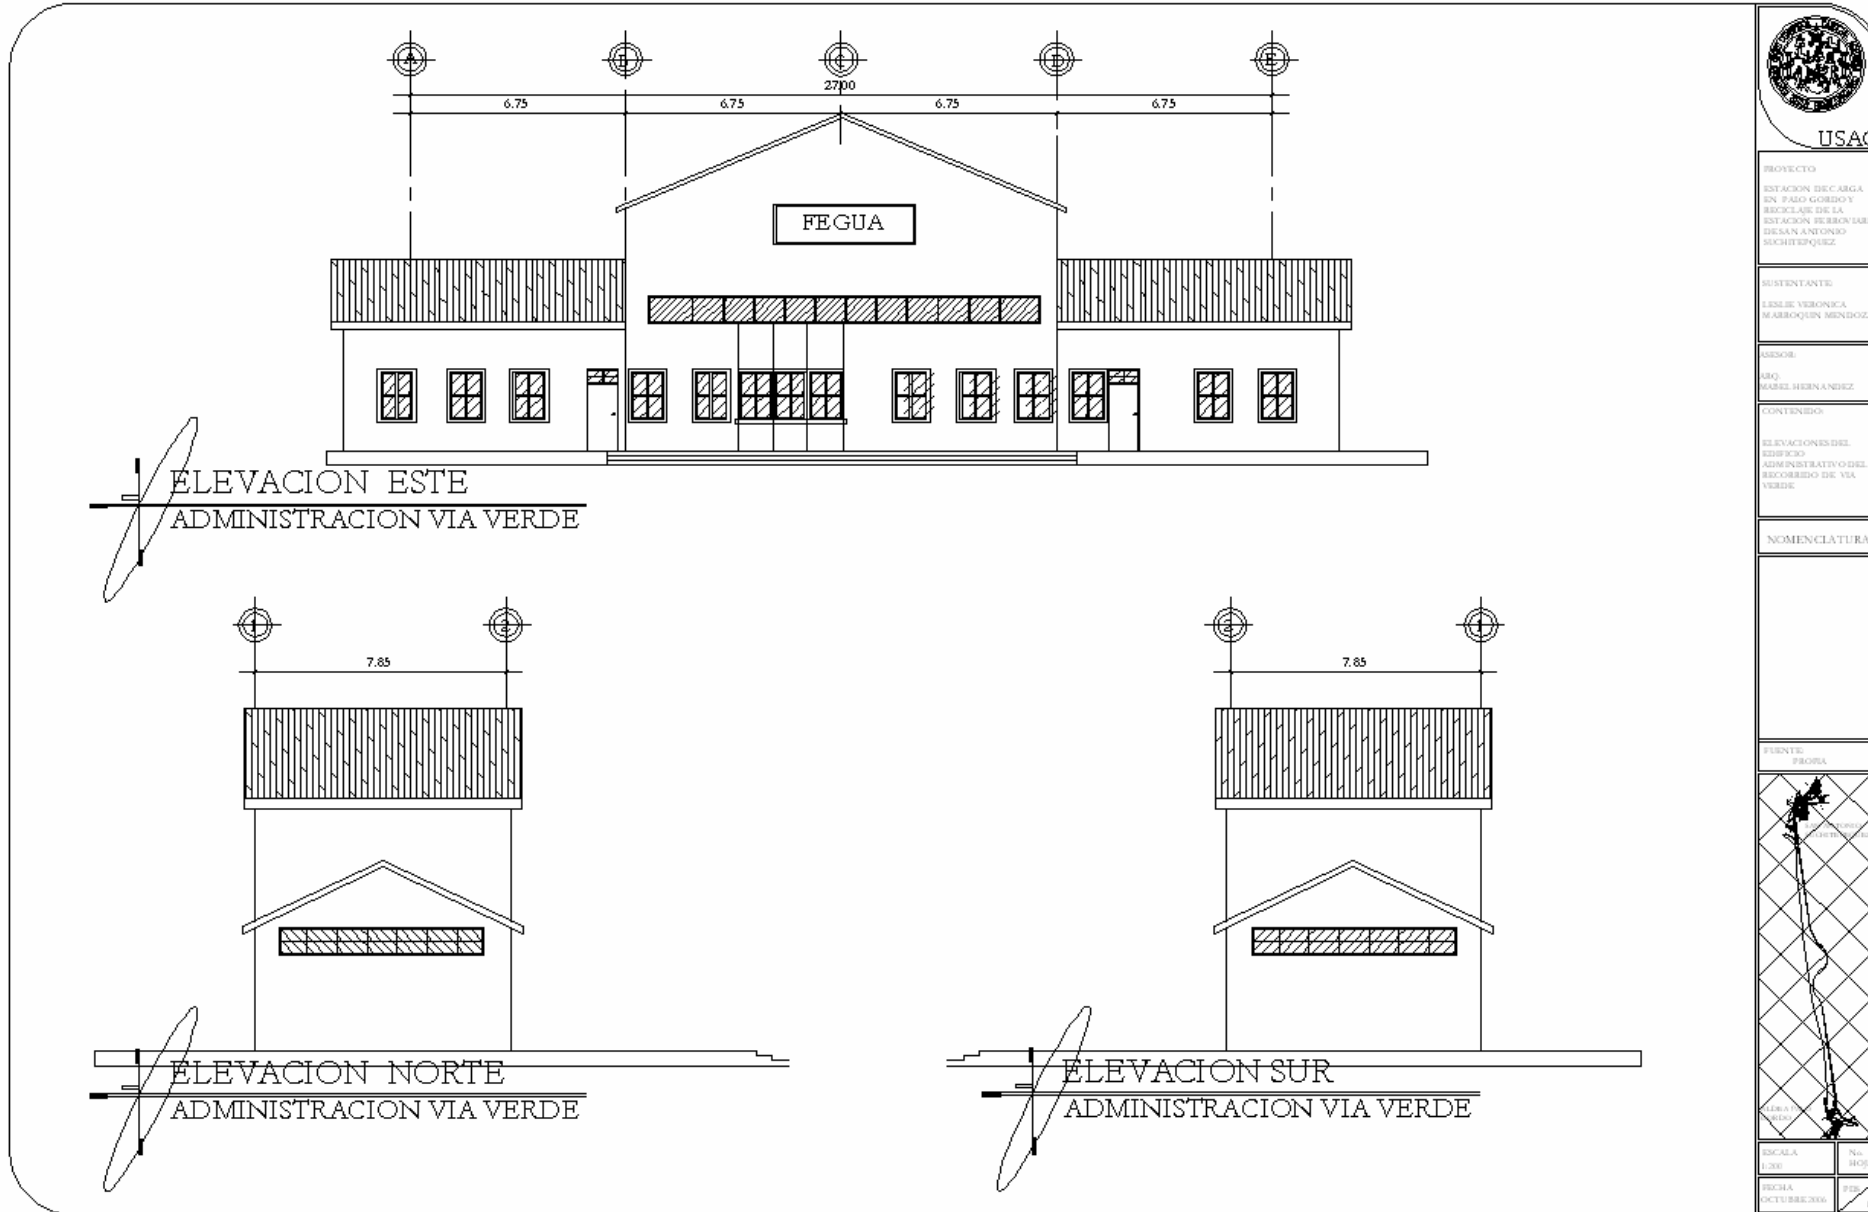 A B C D E
27.00
6.75 6.75 6.75 6.75
FEGUA
ELEVACION ESTE
ADMINISTRACION VIA VERDE
1 2
7.85
ELEVACION NORTE
ADMINISTRACION VIA VERDE
2 1
7.85
ELEVACION SUR
ADMINISTRACION VIA VERDE
USAC
PROYECTO
ESTACION DE CARGA
EN PALO GORDO Y
RECICLAJE DE LA
ESTACION FERROVIAR
DE SAN ANTONIO
SUCHITEPQUEZ
SUSTENTANTE:
LESLIE VERONICA
MARROQUIN MENDOZA
ASESOR:
ARQ.
MABEL HERNANDEZ
CONTENIDO:
ELEVACIONES DEL
EDIFICIO
ADMINISTRATIVO DEL
RECORRIDO DE VIA
VERDE
NOMENCLATURA
FUENTE:
PROPIA
ESCALA
1:200
No.
HOJ
FECHA
OCTUBRE 2006